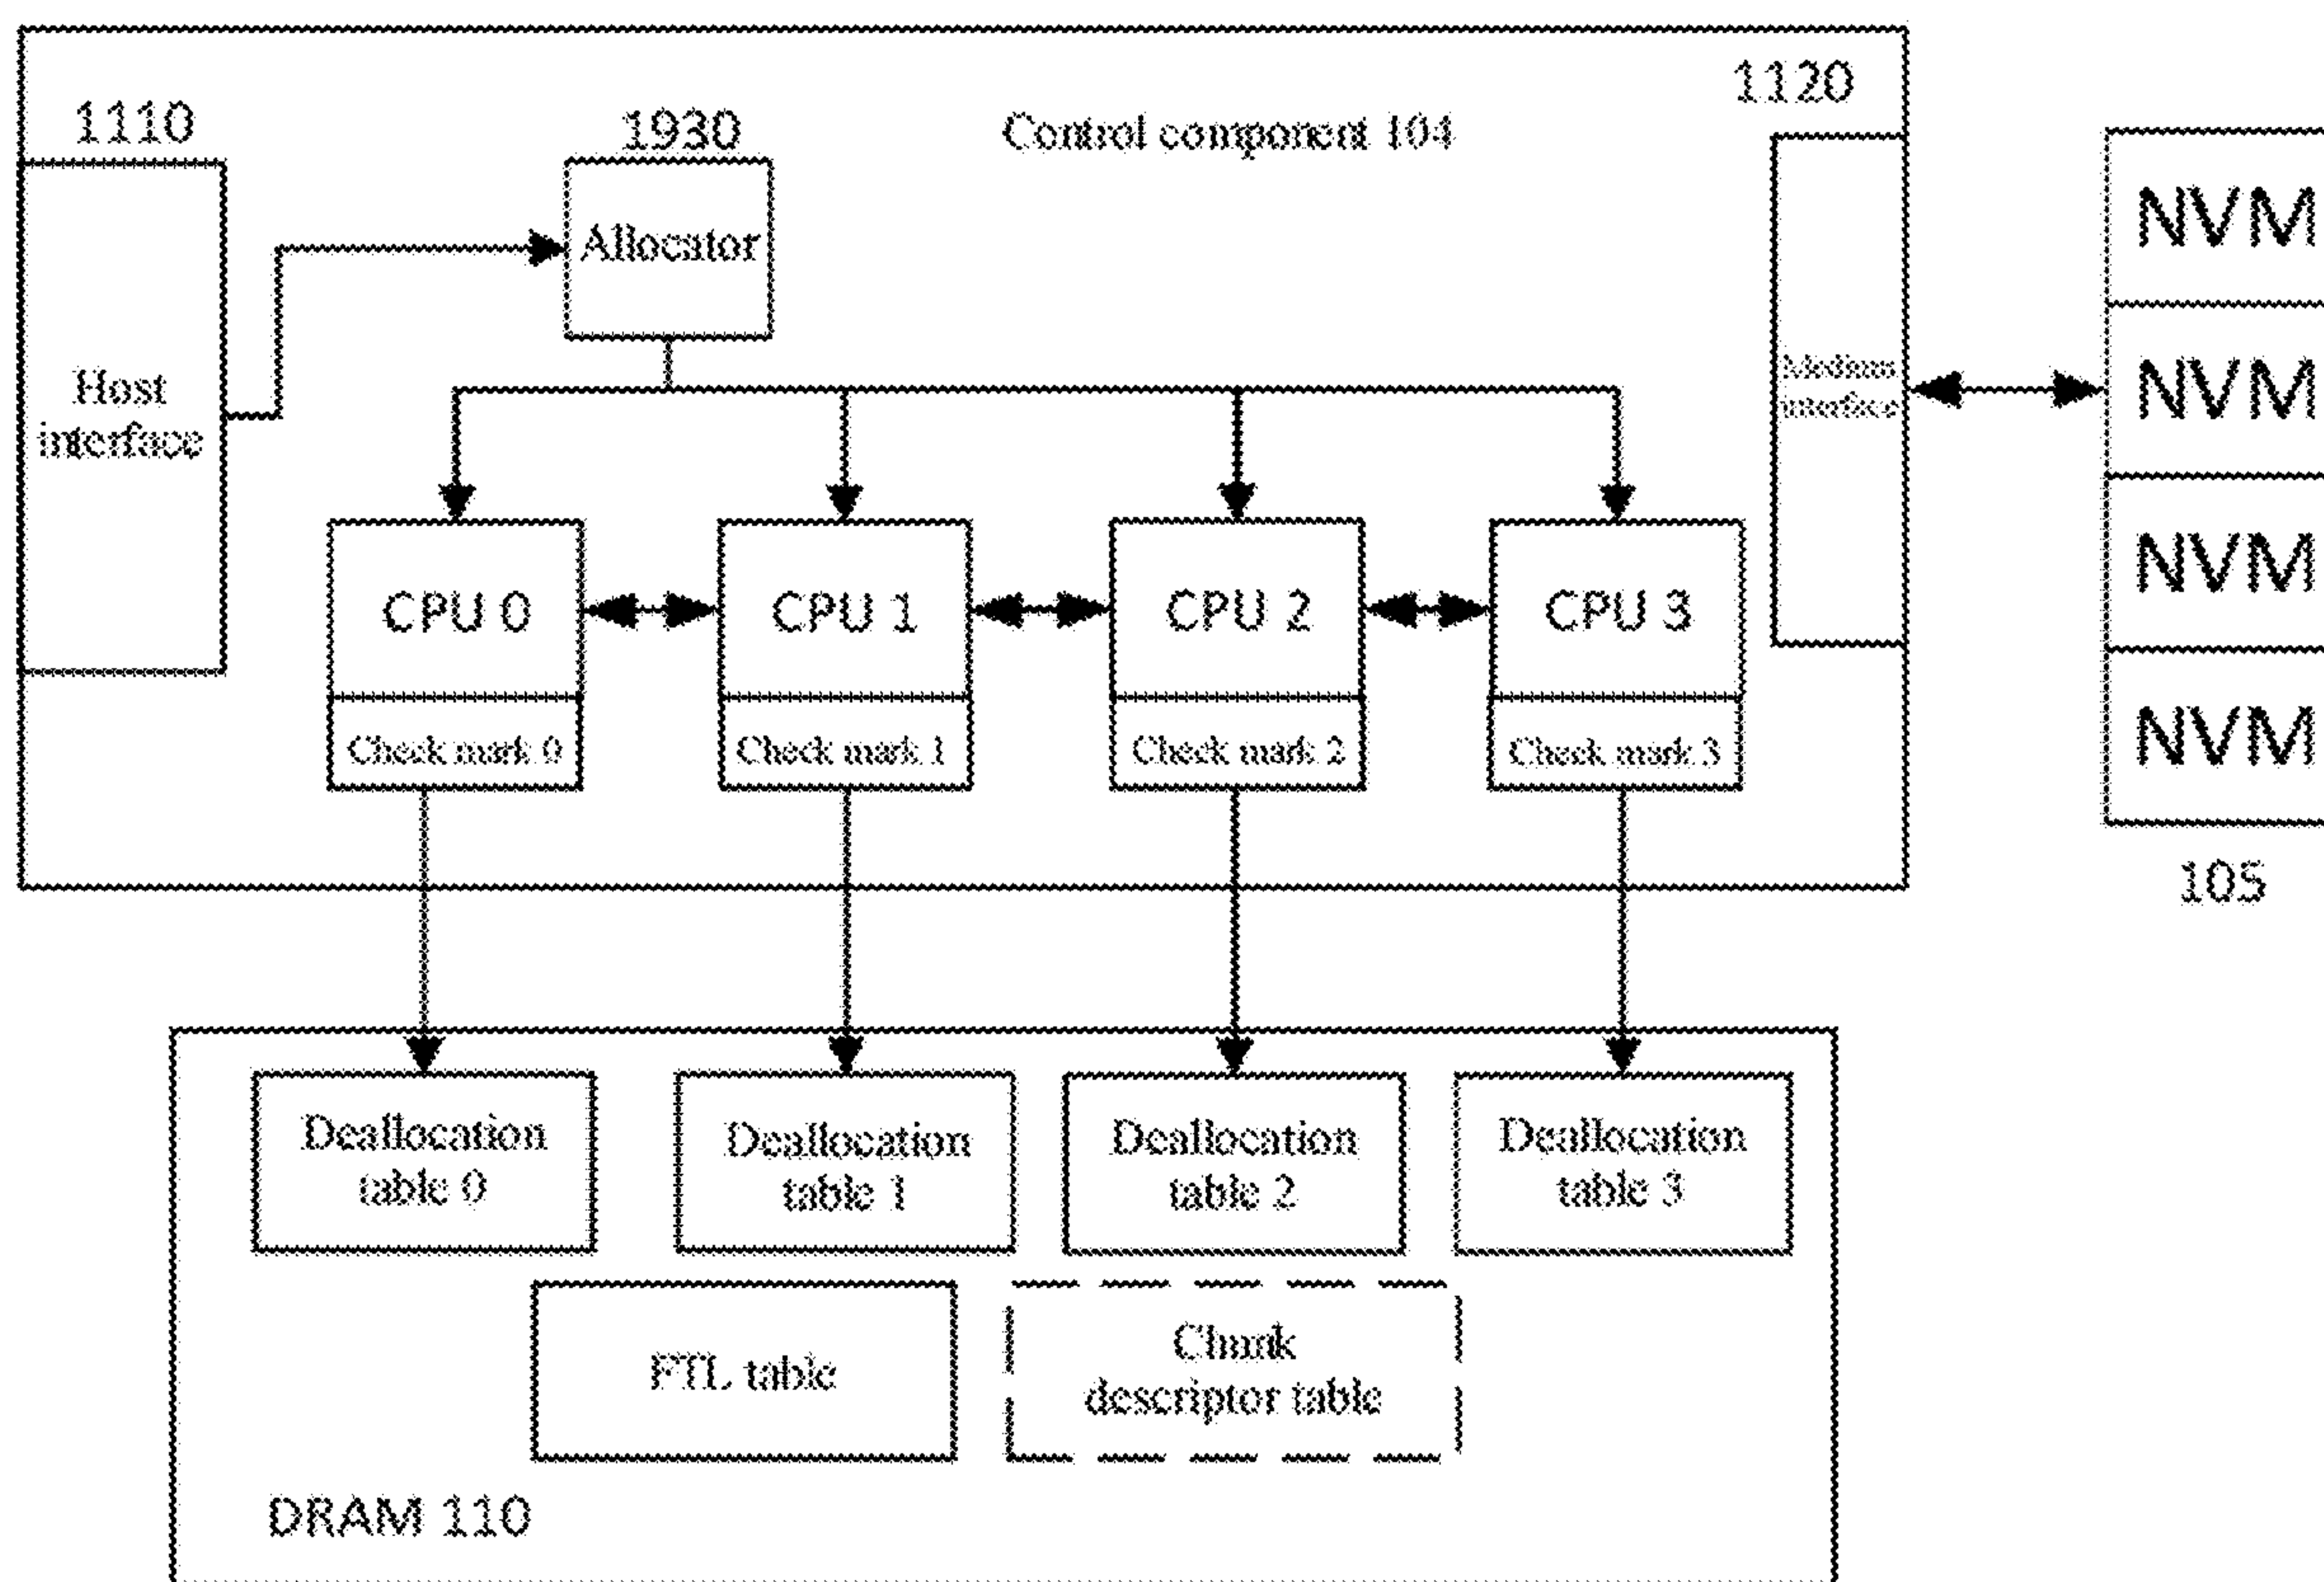 1120
1110
1930
Control component 104
Allocator
Host
interface
Medium
interface
NVM
NVM
NVM
NVM
105
CPU 0
CPU 1
CPU 2
CPU 3
Check mark 0
Check mark 1
Check mark 2
Check mark 3
Deallocation
table 0
Deallocation
table 1
Deallocation
table 2
Deallocation
table 3
FTL table
Chunk
descriptor table
DRAM 110